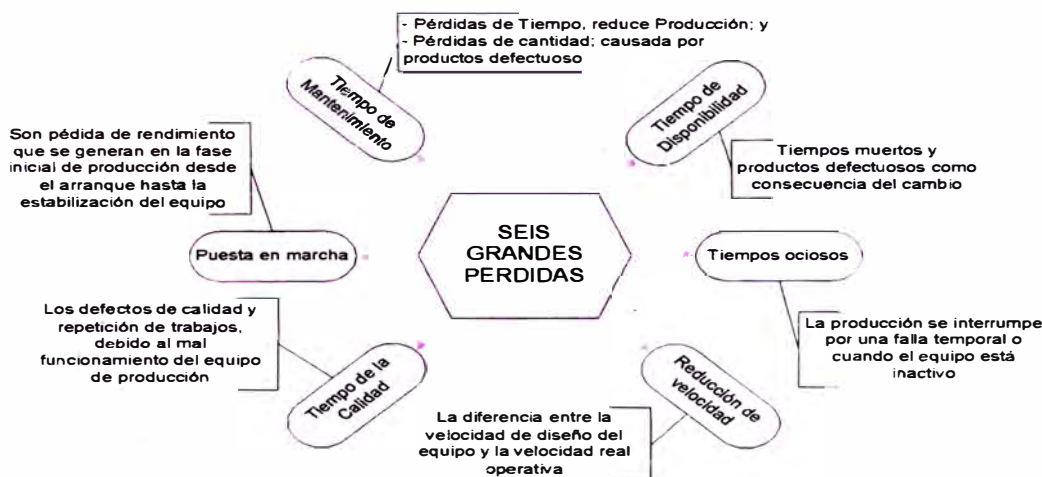 - Pérdidas de Tiempo, reduce Producción; y
- Pérdidas de cantidad; causada por
productos defectuoso
Tiempo de
Mantenimiento
Tiempo de
Disponibilidad
Tiempos muertos y
productos defectuosos como
consecuencia del cambio
Son pédida de rendimiento
que se generan en la fase
inicial de producción desde
el arranque hasta la
estabilización del equipo
Puesta en marcha
SEIS
GRANDES
PERDIDAS
Tiempos ociosos
La producción se interrumpe
por una falla temporal o
cuando el equipo está
inactivo
Los defectos de calidad y
repetición de trabajos,
debido al mal
funcionamiento del equipo
de producción
Tiempo de la
Calidad
Reducción de
velocidad
La diferencia entre la
velocidad de diseño del
equipo y la velocidad real
operativa